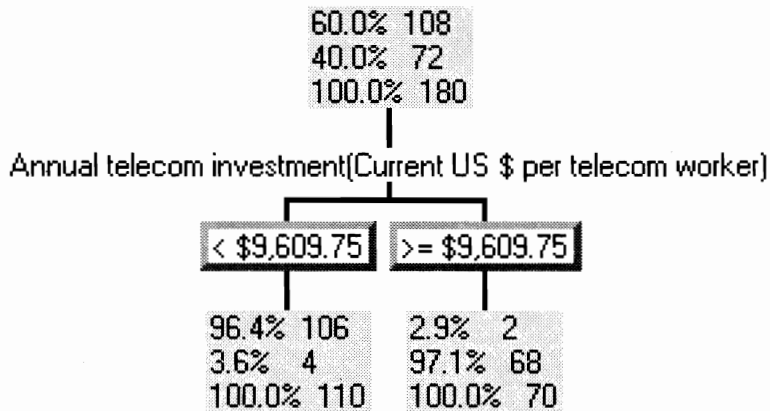 60.0% 108
40.0% 72
100.0% 180
Annual telecom investment(Current US $ per telecom worker)
< $9,609.75 >= $9,609.75
96.4% 106 2.9% 2
3.6% 4 97.1% 68
100.0% 110 100.0% 70